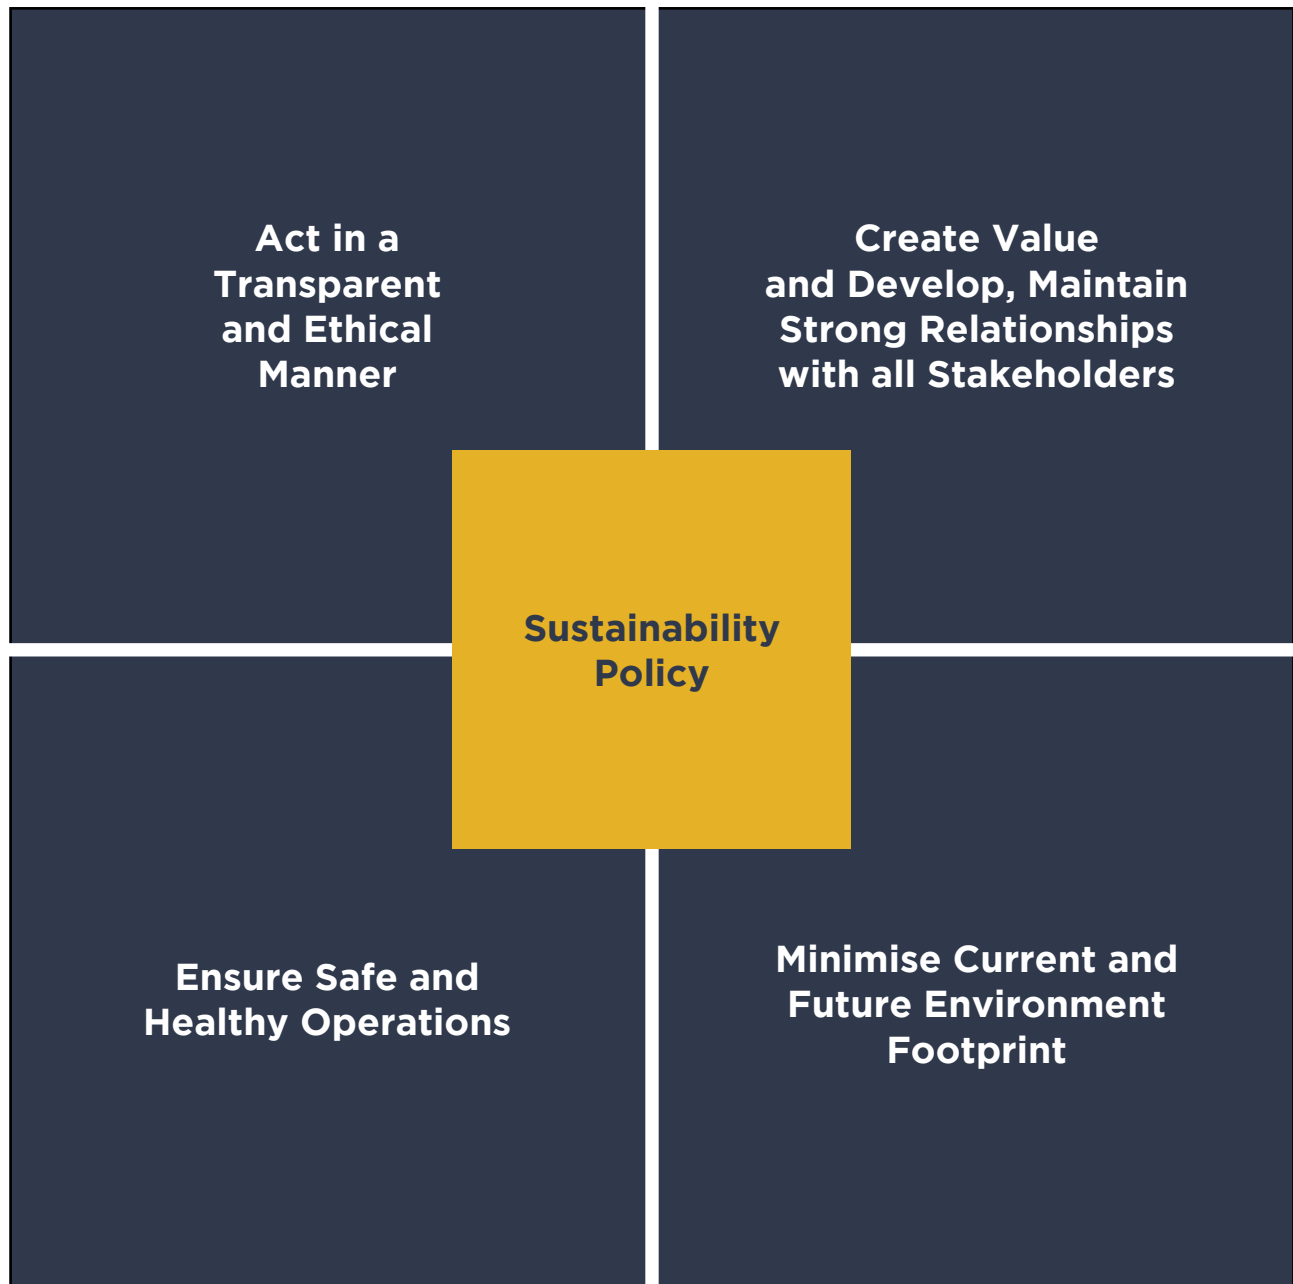 Act in a
Transparent
and Ethical
Manner
Create Value
and Develop, Maintain
Strong Relationships
with all Stakeholders
Sustainability
Policy
Ensure Safe and
Healthy Operations
Minimise Current and
Future Environment
Footprint